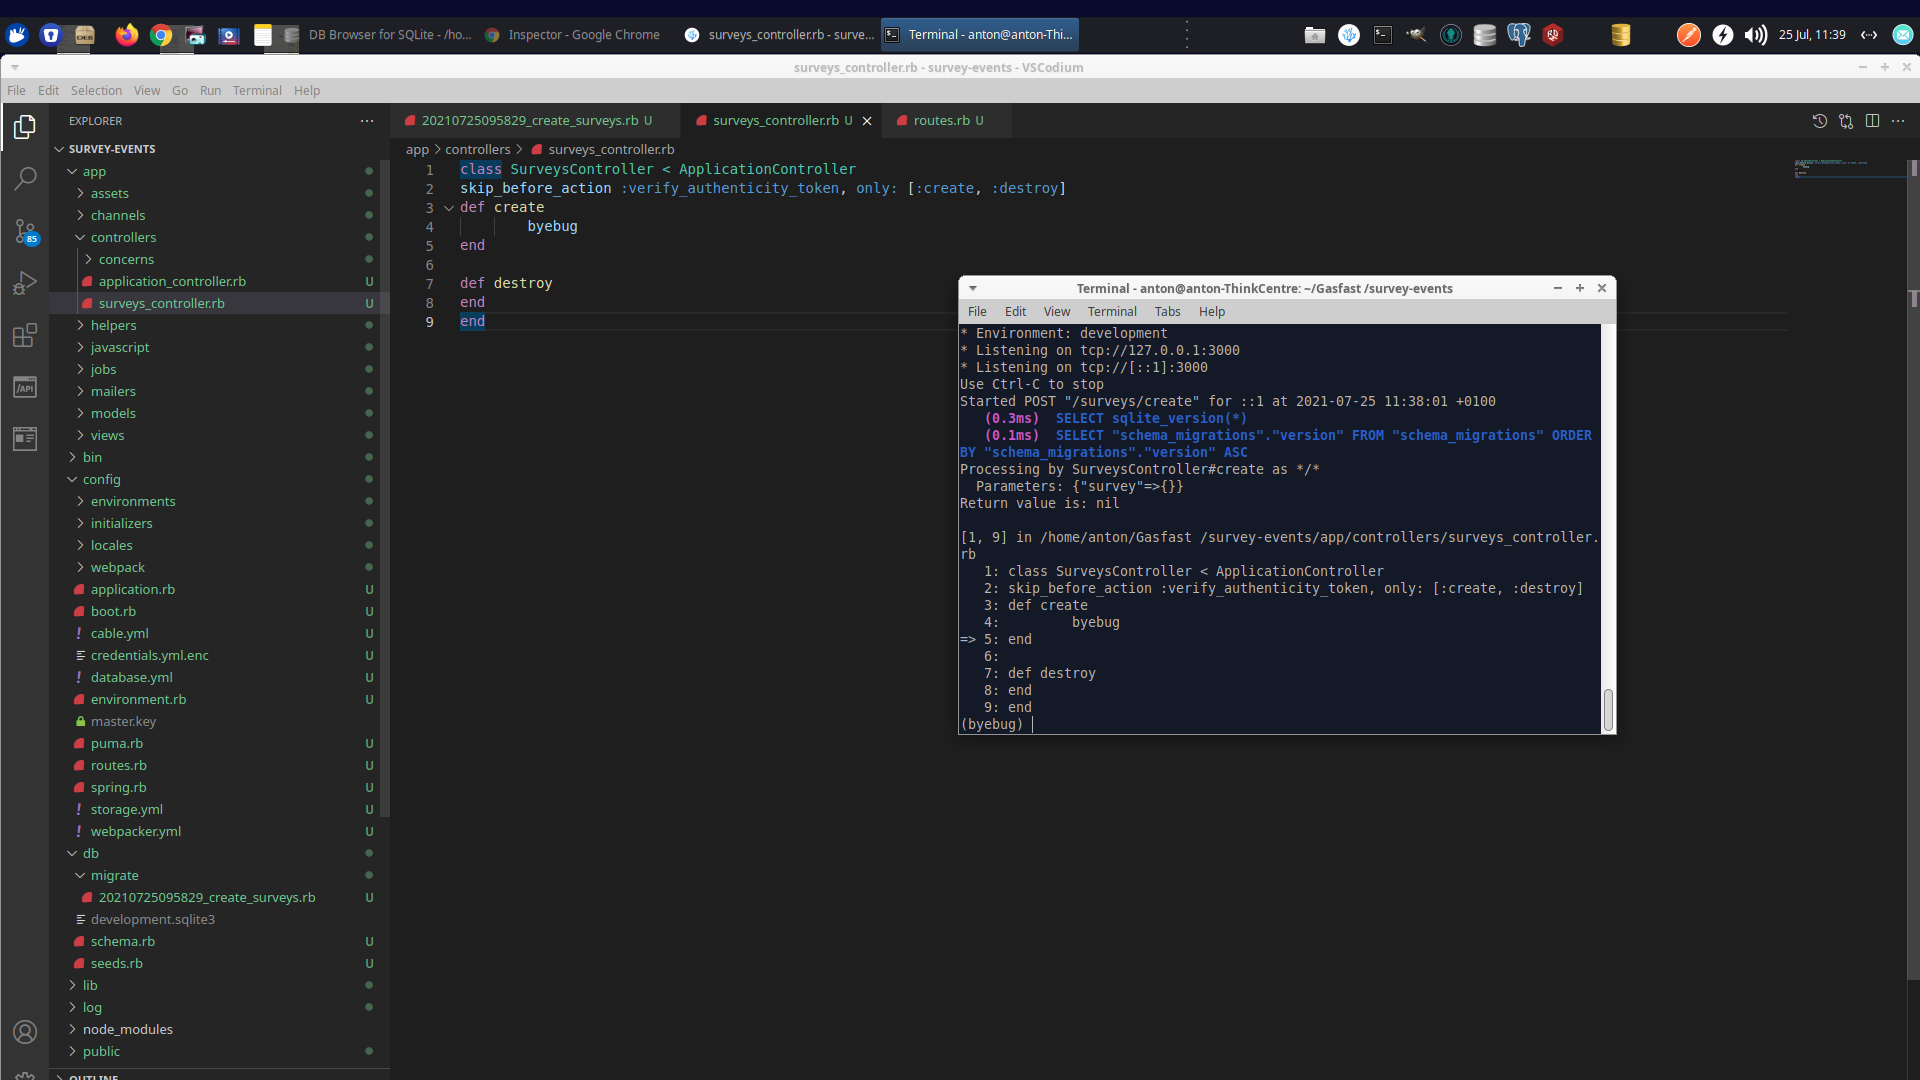 DB Browser for SQLite - /ho...
Inspector - Google Chrome
surveys_controller.rb - surve...
Terminal - anton@anton-Thi...
25 Jul, 11:39
surveys_controller.rb - survey-events - VSCodium
File Edit Selection View Go Run Terminal Help
EXPLORER
SURVEY-EVENTS
app
assets
channels
controllers
concerns
application_controller.rb U
surveys_controller.rb U
helpers
javascript
jobs
mailers
models
views
bin
config
environments
initializers
locales
webpack
application.rb U
boot.rb U
! cable.yml U
credentials.yml.enc U
! database.yml U
environment.rb U
master.key
puma.rb U
routes.rb U
spring.rb U
! storage.yml U
! webpacker.yml U
db
migrate
20210725095829_create_surveys.rb U
development.sqlite3
schema.rb U
seeds.rb U
lib
log
node_modules
public
OUTLINE
85
/API
20210725095829_create_surveys.rb U
surveys_controller.rb U
routes.rb U
app > controllers > surveys_controller.rb
1 class SurveysController < ApplicationController
2 skip_before_action :verify_authenticity_token, only: [:create, :destroy]
3 def create
4 byebug
5 end
6
7 def destroy
8 end
9 end
Terminal - anton@anton-ThinkCentre: ~/Gasfast /survey-events
File Edit View Terminal Tabs Help
* Environment: development
* Listening on tcp://127.0.0.1:3000
* Listening on tcp://[::1]:3000
Use Ctrl-C to stop
Started POST "/surveys/create" for ::1 at 2021-07-25 11:38:01 +0100
(0.3ms) SELECT sqlite_version(*)
(0.1ms) SELECT "schema_migrations"."version" FROM "schema_migrations" ORDER
BY "schema_migrations"."version" ASC
Processing by SurveysController#create as */*
Parameters: {"survey"=>{}}
Return value is: nil
[1, 9] in /home/anton/Gasfast /survey-events/app/controllers/surveys_controller.
rb
1: class SurveysController < ApplicationController
2: skip_before_action :verify_authenticity_token, only: [:create, :destroy]
3: def create
4: byebug
=> 5: end
6:
7: def destroy
8: end
9: end
(byebug)